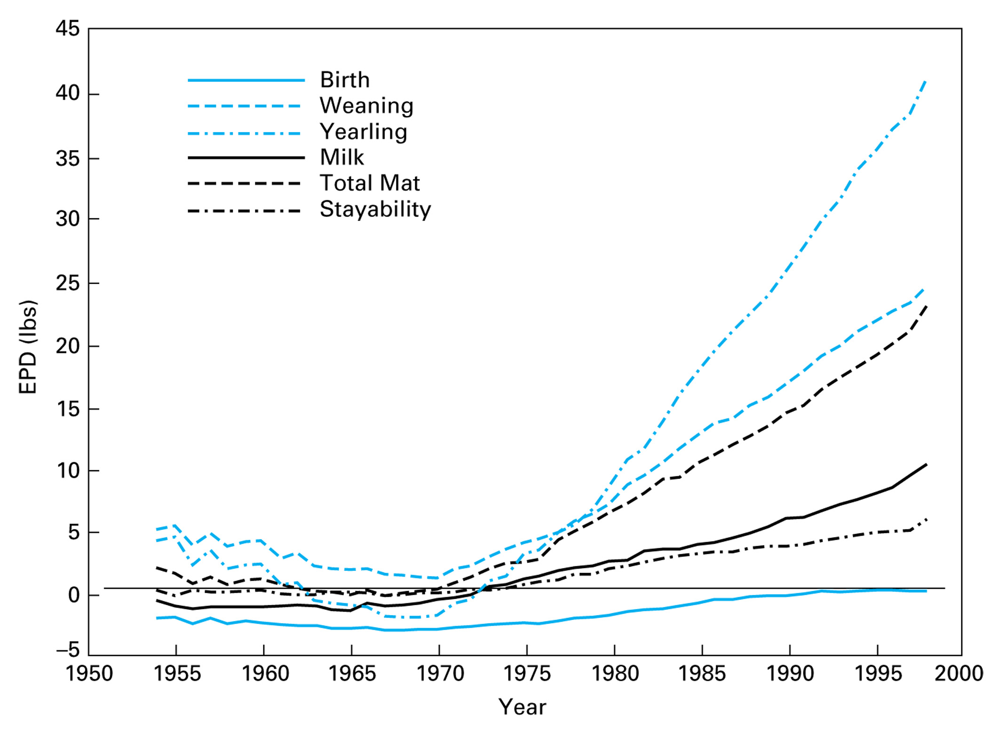 45
40
35
30
25
20
15
10
5
0
–5
EPD (lbs)
Birth
Weaning
Yearling
Milk
Total Mat
Stayability
1950 1955 1960 1965 1970 1975 1980 1985 1990 1995 2000
Year